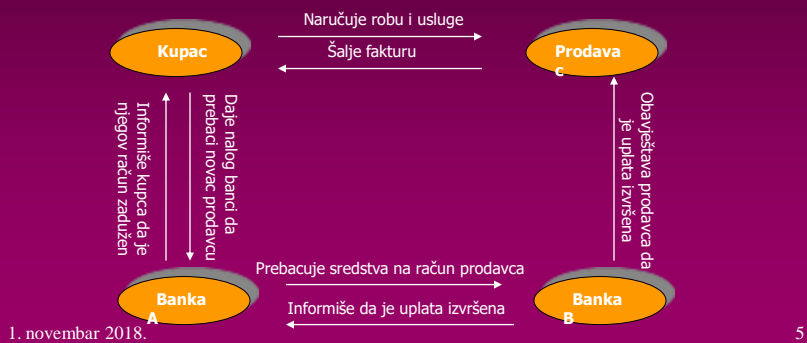 Naručuje robu i usluge
Kupac
Šalje fakturu
Prodava
c
Informiše kupca da je
njegov račun zadužen
Daje nalog banci da
prebaci novac prodavcu
Obavještava prodavca da
je uplata izvršena
Prebacuje sredstva na račun prodavca
Banka
A
Informiše da je uplata izvršena
Banka
B
1. novembar 2018.
5